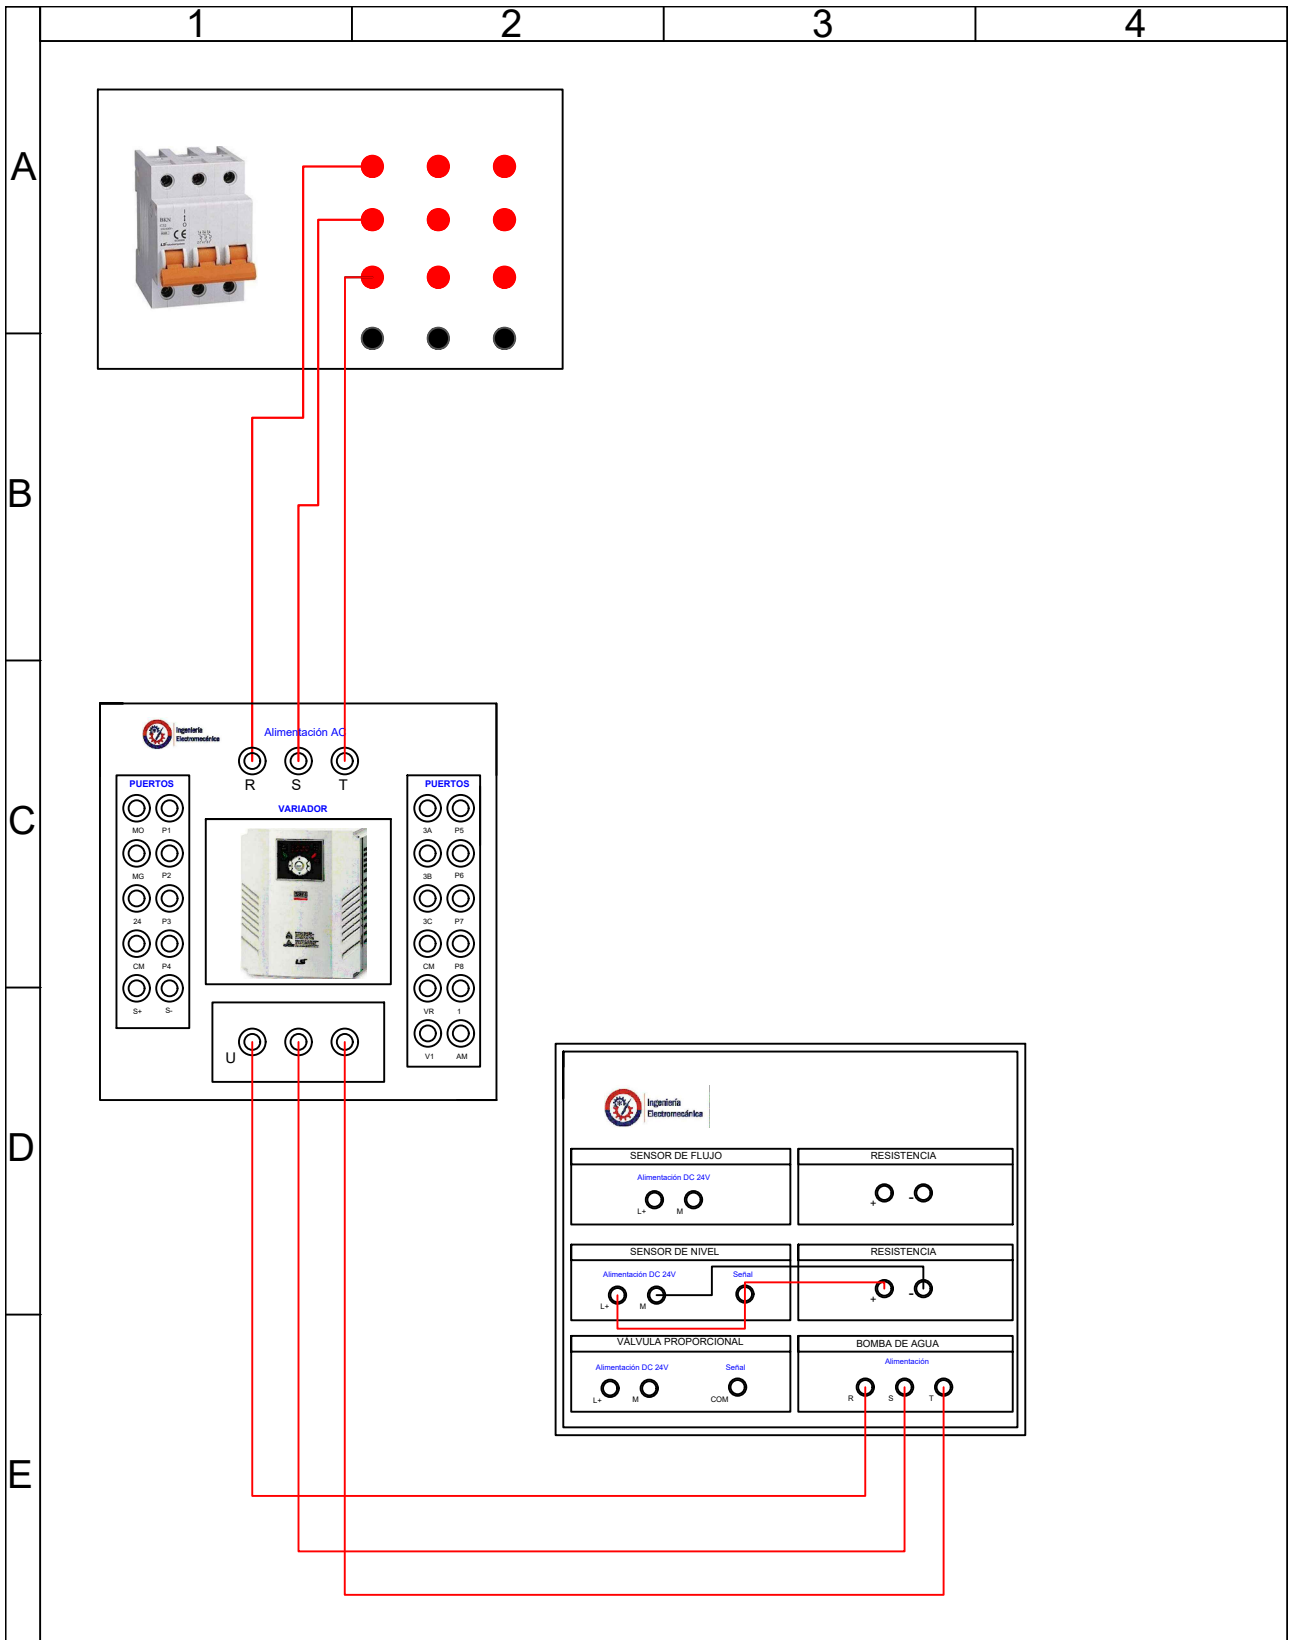 1 2 3 4
A
BKN
CE
B
Ingeniería
Electromecánica
Alimentación AC
R S T
C
PUERTOS
VARIADOR
PUERTOS
MO P1
3A P5
MG P2
3B P6
24 P3
3C P7
CM P4
CM P8
LS
S+ S-
VR 1
U
V1 AM
D
Ingeniería
Electromecánica
SENSOR DE FLUJO
RESISTENCIA
Alimentación DC 24V
L+ M
+ -
SENSOR DE NIVEL
RESISTENCIA
Alimentación DC 24V Señal
L+ M
+ -
VÁLVULA PROPORCIONAL
BOMBA DE AGUA
Alimentación DC 24V Señal
Alimentación
L+ M COM
R S T
E